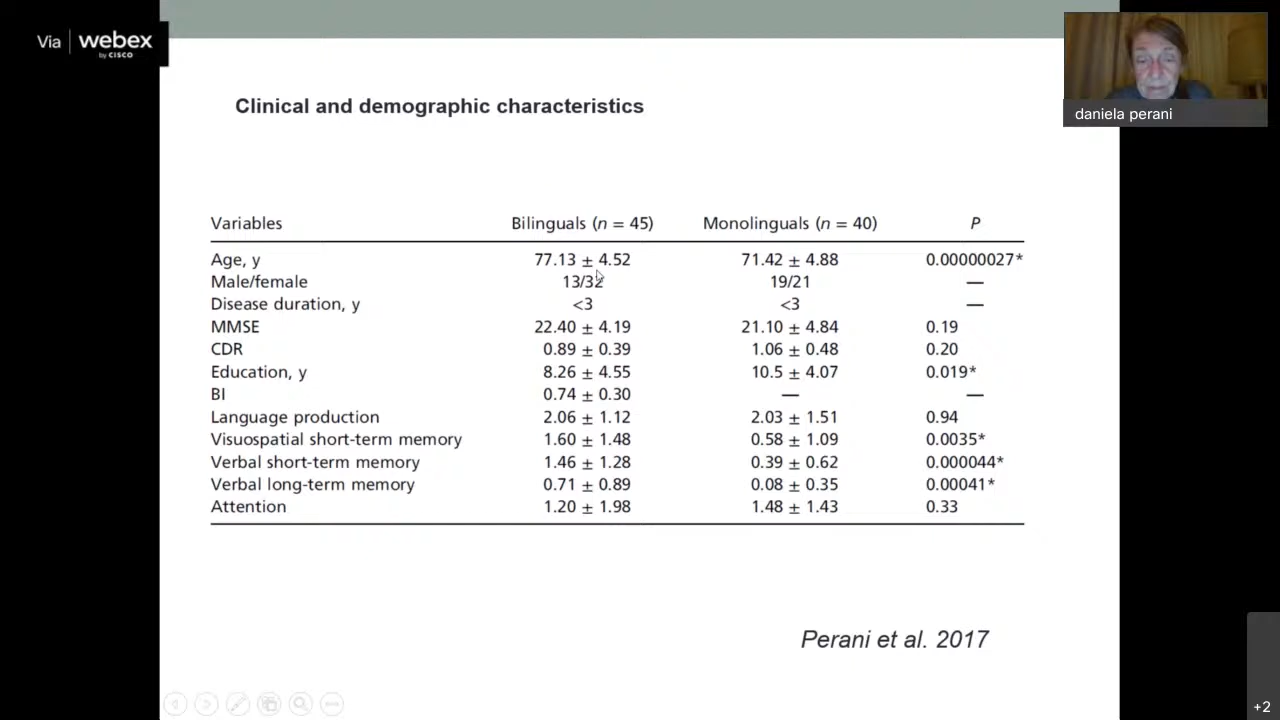 Via webex
by CISCO
daniela perani
Clinical and demographic characteristics
Variables Bilinguals (n = 45) Monolinguals (n = 40) P
Age, y 77.13 ± 4.52 71.42 ± 4.88 0.00000027*
Male/female 13/32 19/21 —
Disease duration, y <3 <3 —
MMSE 22.40 ± 4.19 21.10 ± 4.84 0.19
CDR 0.89 ± 0.39 1.06 ± 0.48 0.20
Education, y 8.26 ± 4.55 10.5 ± 4.07 0.019*
BI 0.74 ± 0.30 — —
Language production 2.06 ± 1.12 2.03 ± 1.51 0.94
Visuospatial short-term memory 1.60 ± 1.48 0.58 ± 1.09 0.0035*
Verbal short-term memory 1.46 ± 1.28 0.39 ± 0.62 0.000044*
Verbal long-term memory 0.71 ± 0.89 0.08 ± 0.35 0.00041*
Attention 1.20 ± 1.98 1.48 ± 1.43 0.33
Perani et al. 2017
+2